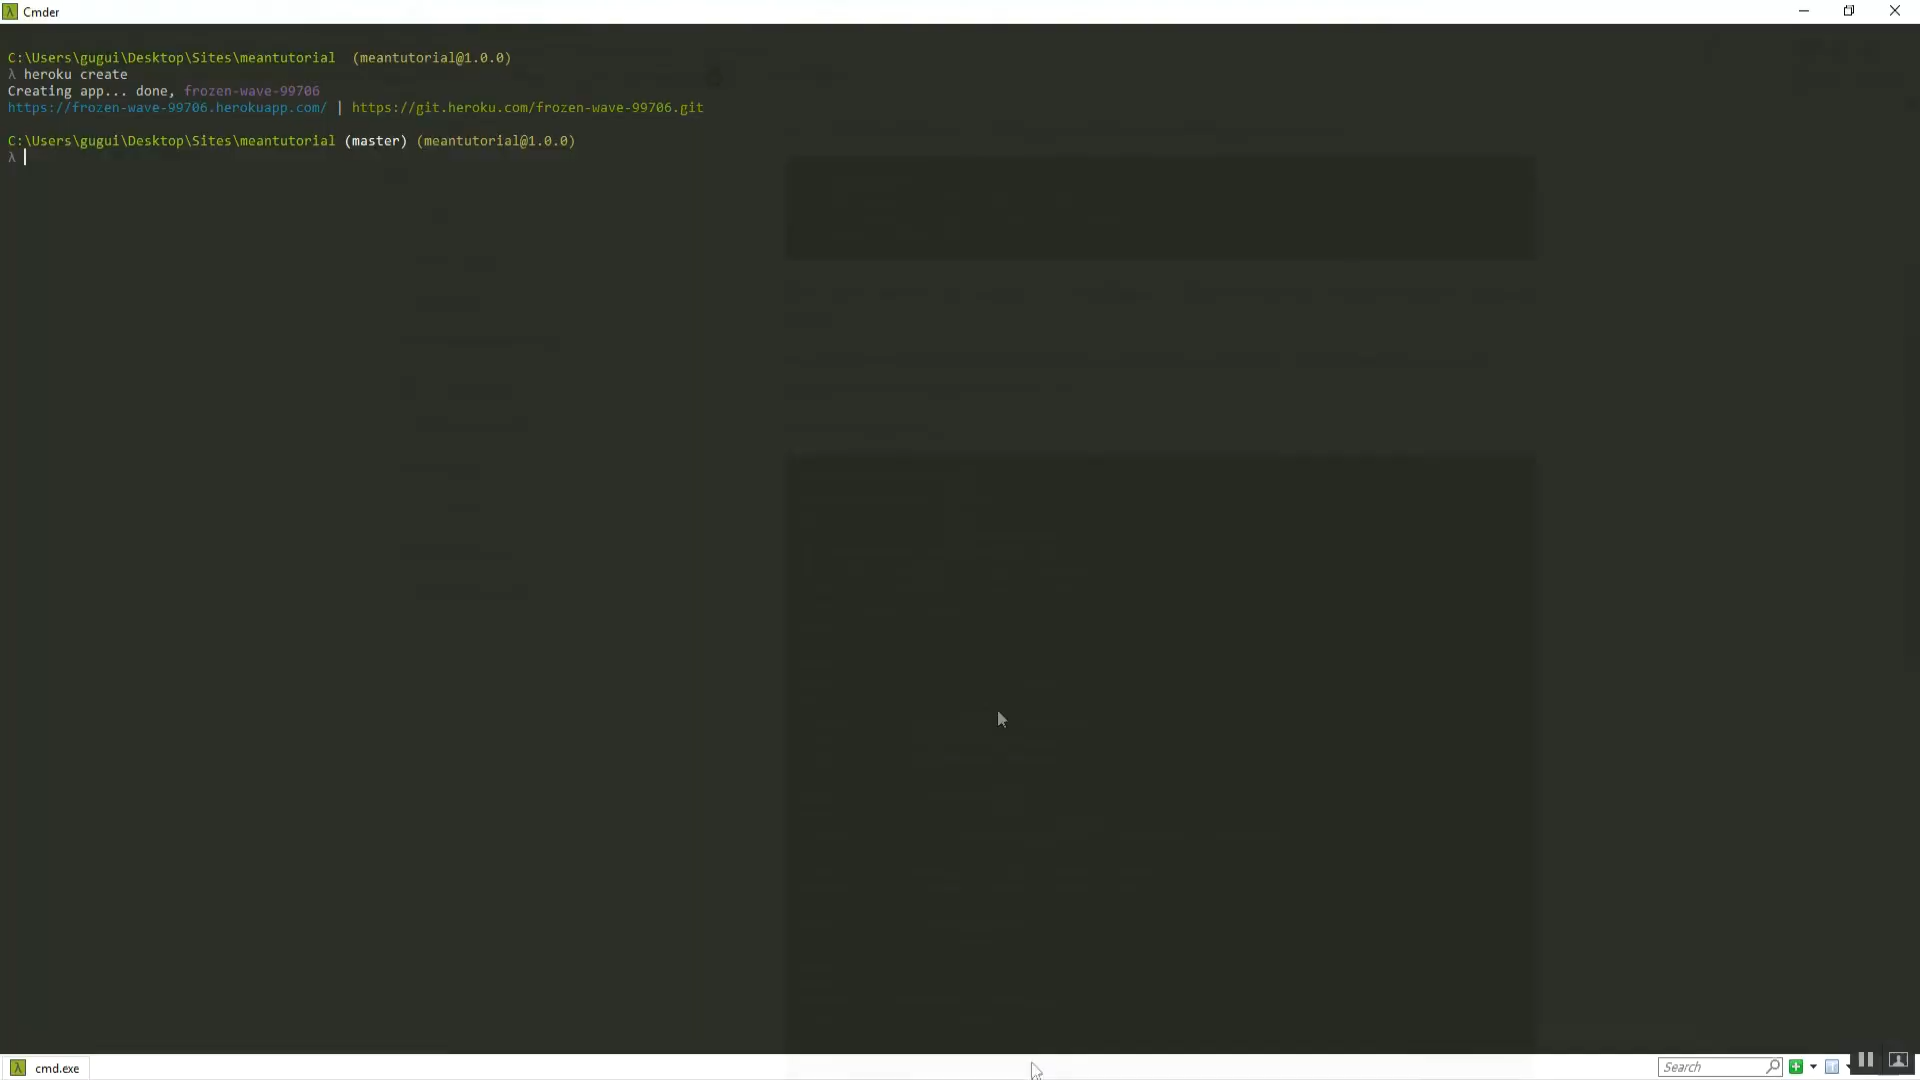 Cmder
C:\Users\gugui\Desktop\Sites\meantutorial  (meantutorial@1.0.0)
λ heroku create
Creating app... done, frozen-wave-99706
https://frozen-wave-99706.herokuapp.com/ | https://git.heroku.com/frozen-wave-99706.git
C:\Users\gugui\Desktop\Sites\meantutorial (master) (meantutorial@1.0.0)
λ
cmd.exe
Search